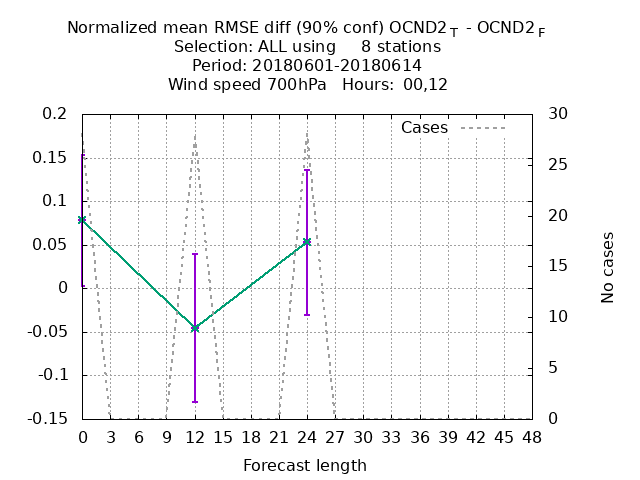 Normalized mean RMSE diff (90% conf) OCND2 T - OCND2 F
Selection: ALL using 8 stations
Period: 20180601-20180614
Wind speed 700hPa Hours: 00,12
Cases
0.2
0.15
0.1
0.05
0
-0.05
-0.1
-0.15
30
25
20
15
10
5
0
No cases
0 3 6 9 12 15 18 21 24 27 30 33 36 39 42 45 48
Forecast length